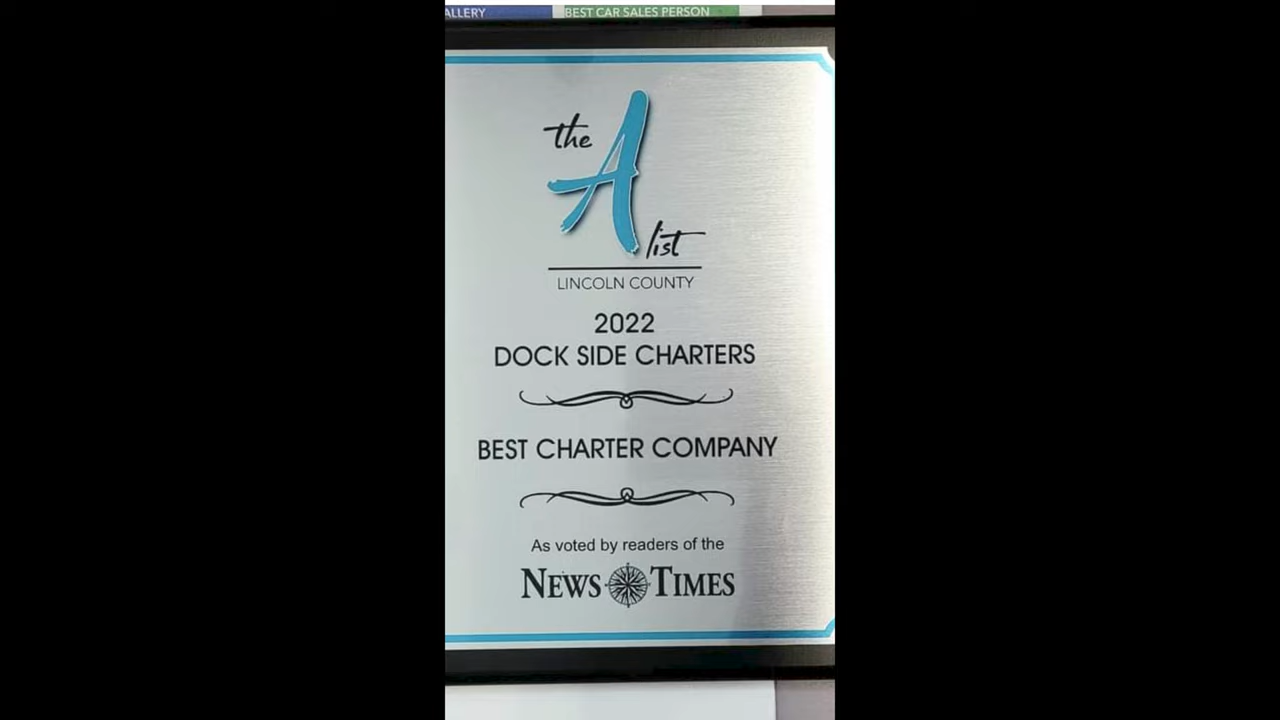 ALLERY
BEST CAR SALES PERSON
the
A
list
LINCOLN COUNTY
2022
DOCK SIDE CHARTERS
BEST CHARTER COMPANY
As voted by readers of the
NEWS TIMES